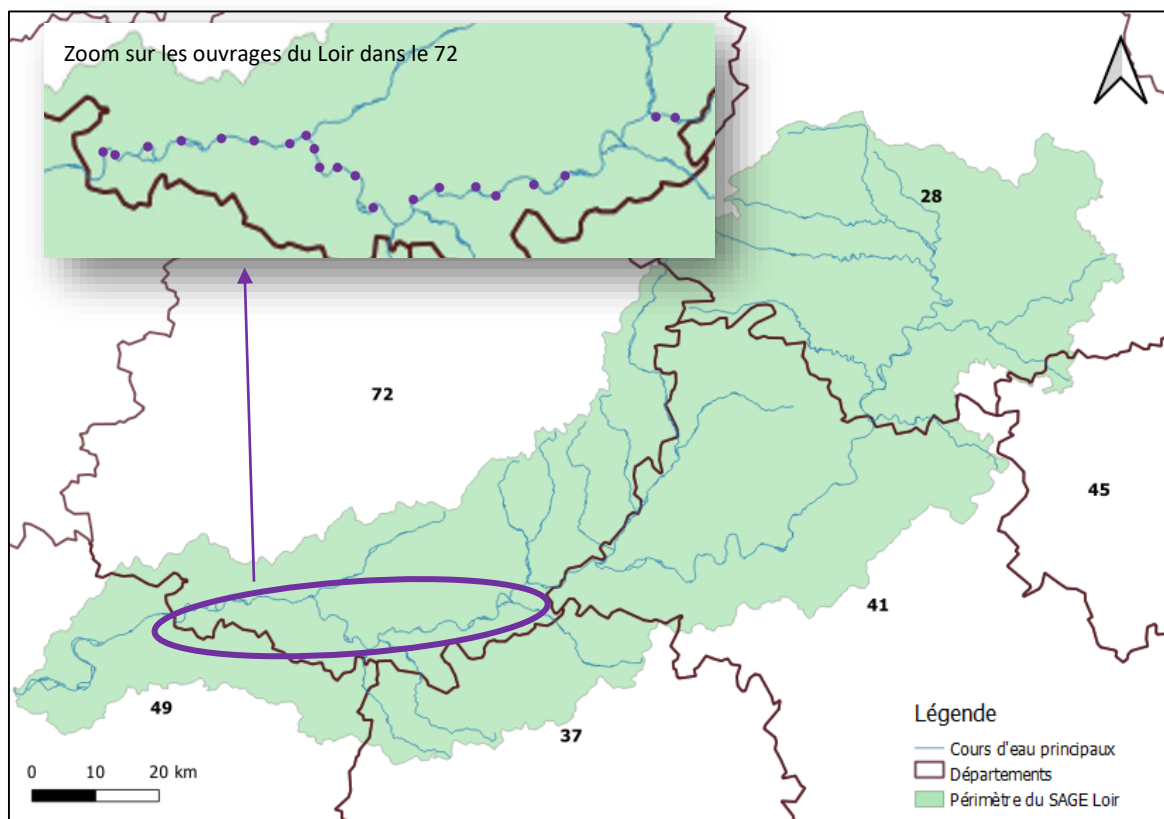 Zoom sur les ouvrages du Loir dans le 72
28
72
45
41
49
37
Légende
Cours d'eau principaux
Départements
Périmètre du SAGE Loir
0 10 20 km